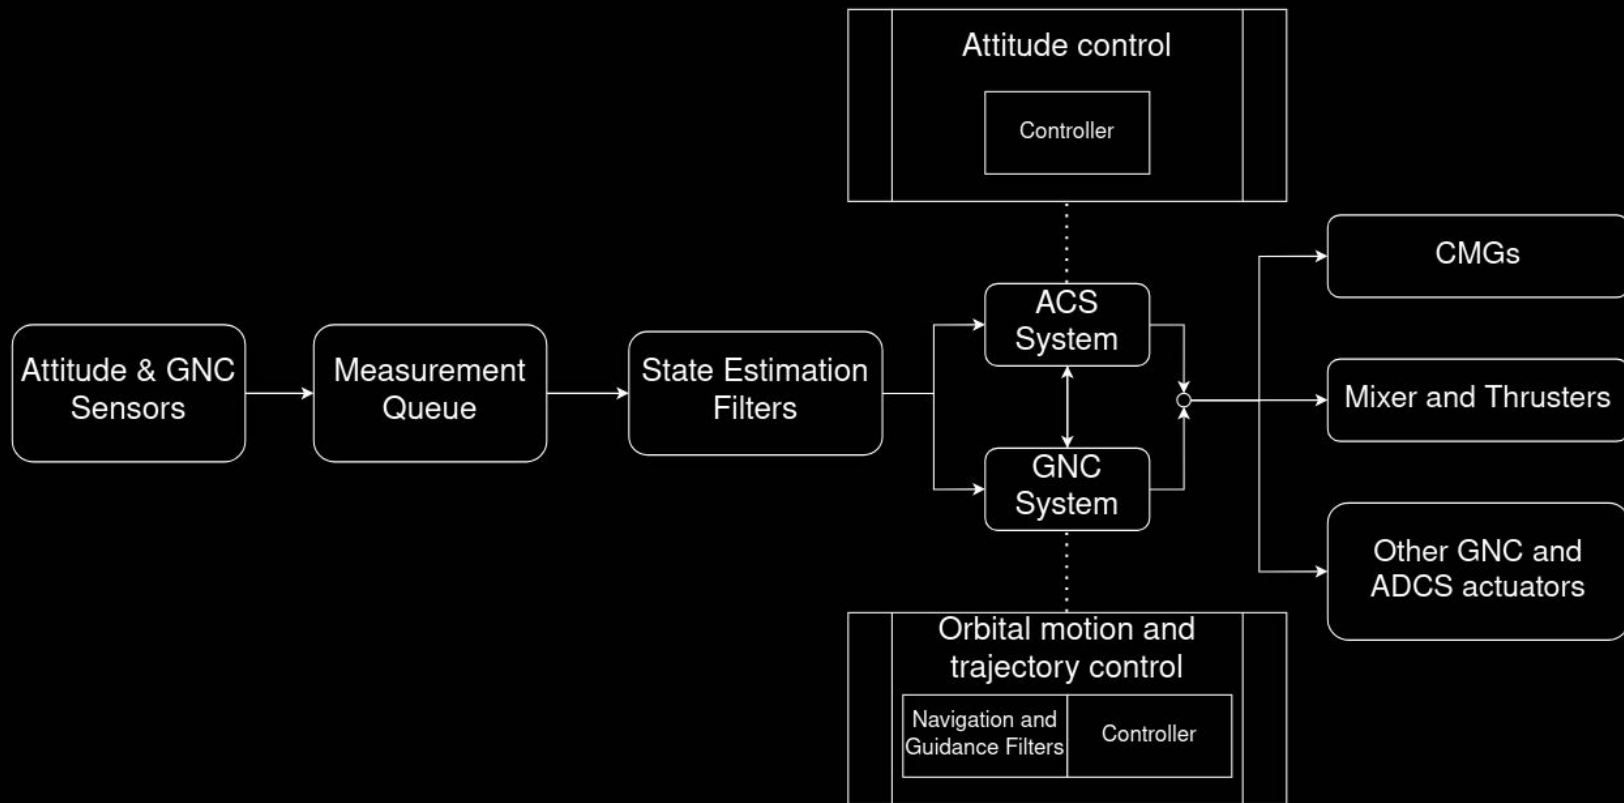 Attitude control
Controller
CMGs
ACS
System
Attitude & GNC
Sensors
Measurement
Queue
State Estimation
Filters
Mixer and Thrusters
GNC
System
Other GNC and
ADCS actuators
Orbital motion and
trajectory control
Navigation and
Guidance Filters
Controller